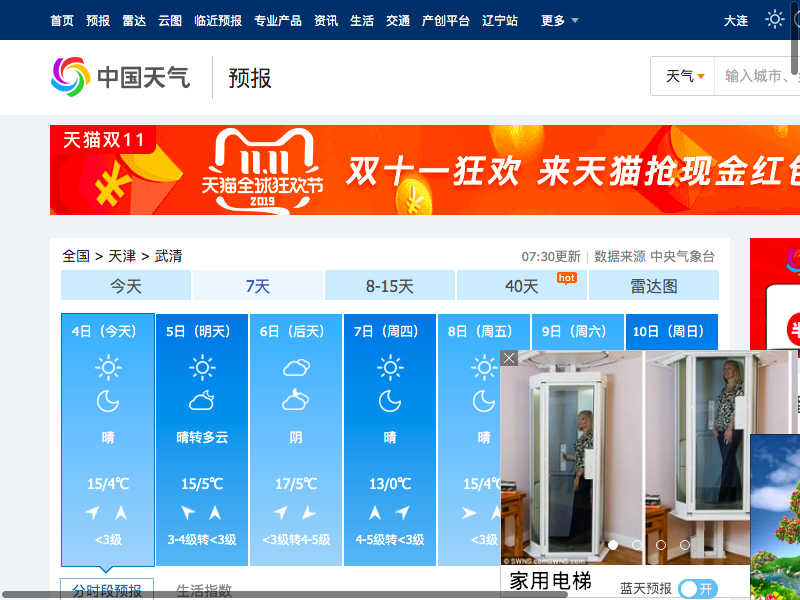 首页 预报 雷达 云图 临近预报 专业产品 资讯 生活 交通 产创平台 辽宁站 更多 大连
中国天气 预报 天气 输入城市、
天猫双11
天猫全球狂欢节
2019
双十一狂欢 来天猫抢现金红包
全国 > 天津 > 武清 07:30更新 | 数据来源 中央气象台
今天 7天 8-15天 40天 hot 雷达图
4日（今天） 5日（明天） 6日（后天） 7日（周四） 8日（周五） 9日（周六） 10日（周日）
晴 晴转多云 阴 晴 晴
15/4℃ 15/5℃ 17/5℃ 13/0℃ 15/4
<3级 3-4级转<3级 <3级转4-5级 4-5级转<3级 <3级
© SWNS.com
家用电梯
蓝天预报 开
分时段预报 生活指数